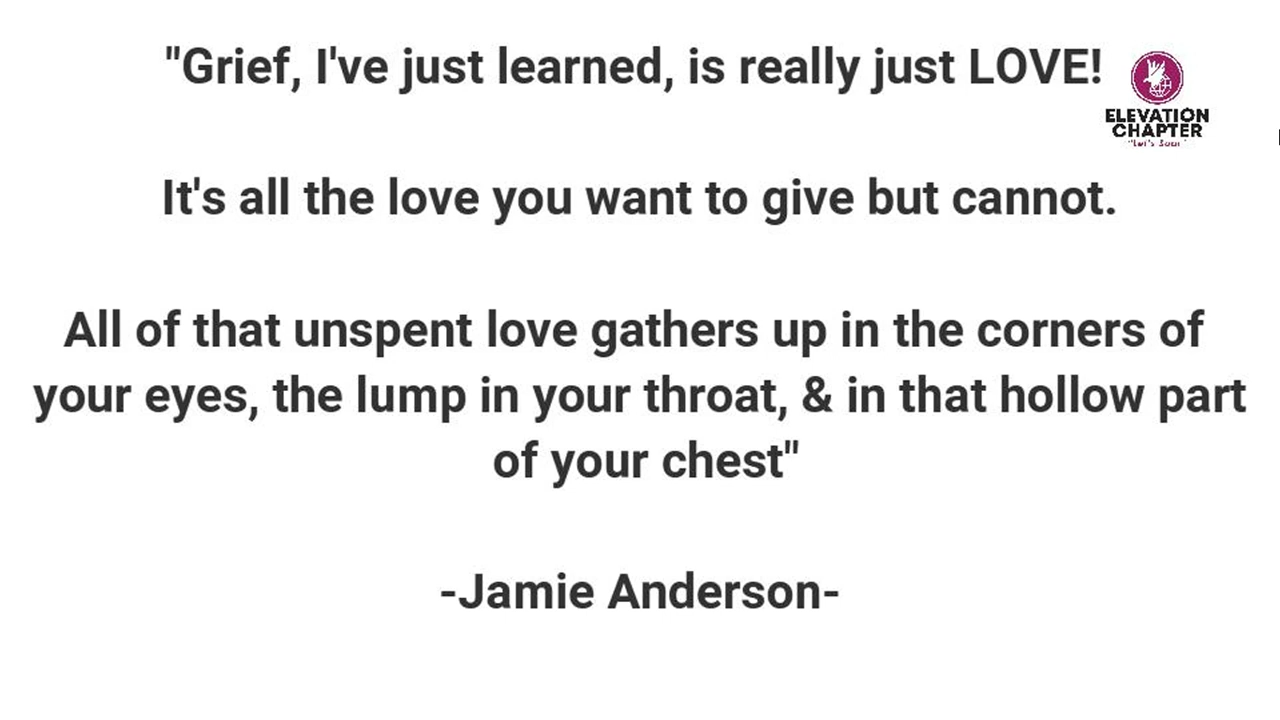 "Grief, I've just learned, is really just LOVE!
ELEVATION
CHAPTER
"Let's Soar"
It's all the love you want to give but cannot.
All of that unspent love gathers up in the corners of
your eyes, the lump in your throat, & in that hollow part
of your chest"
-Jamie Anderson-